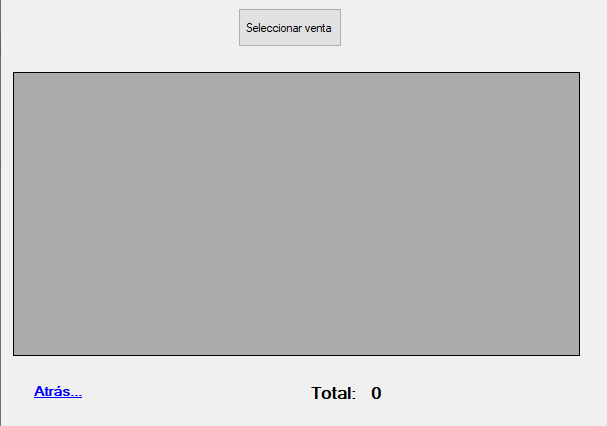 Seleccionar venta
Atrás...
Total: 0